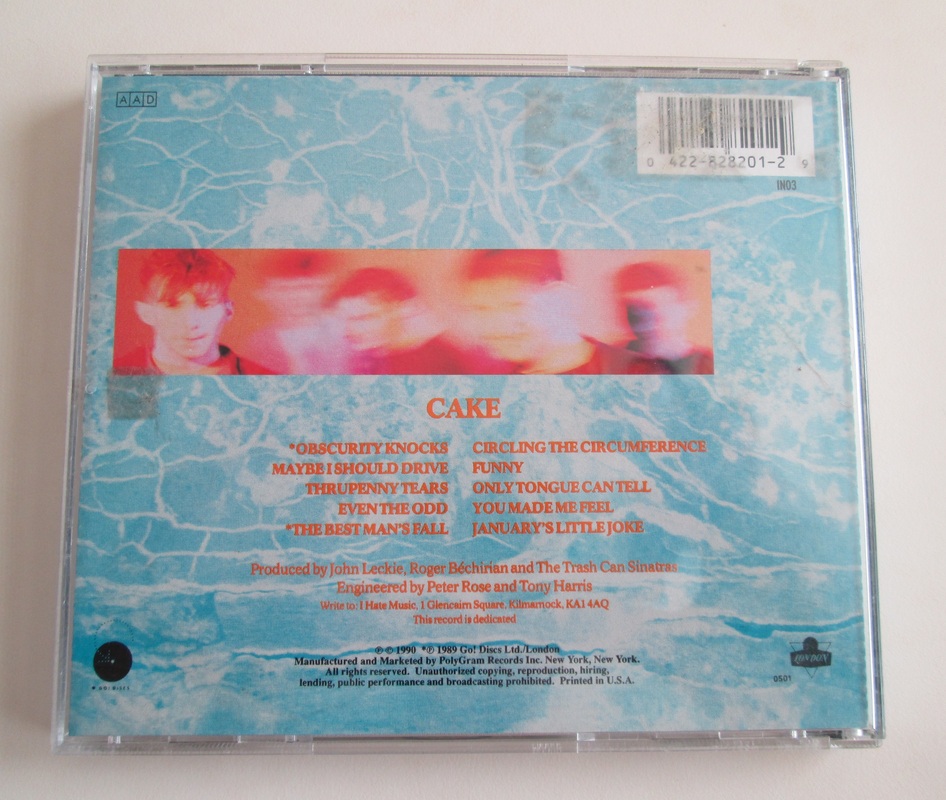 AAD
0 422-828201-2 9
IN03
CAKE
*OBSCURITY KNOCKS
MAYBE I SHOULD DRIVE
THRUPENNY TEARS
EVEN THE ODD
*THE BEST MAN'S FALL
CIRCLING THE CIRCUMFERENCE
FUNNY
ONLY TONGUE CAN TELL
YOU MADE ME FEEL
JANUARY'S LITTLE JOKE
Produced by John Leckie, Roger Béchirian and The Trash Can Sinatras
Engineered by Peter Rose and Tony Harris
Write to: I Hate Music, 1 Glencairn Square, Kilmarnock, KA1 4AQ
This record is dedicated
℗ © 1990 *℗ 1989 Go! Discs Ltd./London
Manufactured and Marketed by PolyGram Records Inc. New York, New York.
All rights reserved. Unauthorized copying, reproduction, hiring,
lending, public performance and broadcasting prohibited. Printed in U.S.A.
LONDON
0501